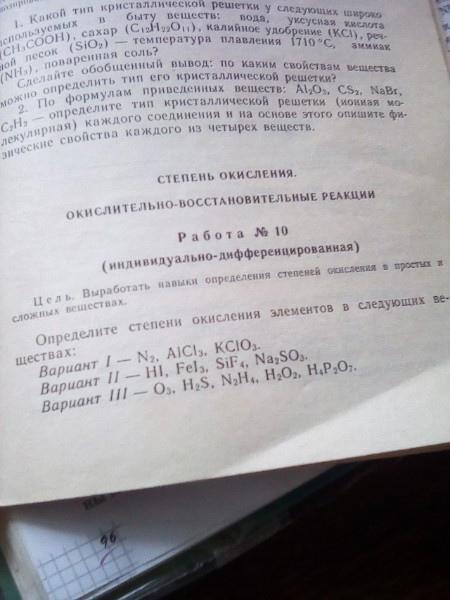 1. Какой тип кристаллической решетки у следующих широко
используемых в быту веществ: вода, уксусная кислота
(CH₃COOH), сахар (C₁₂H₂₂O₁₁), калийное удобрение (KCl), реч-
ной песок (SiO₂) — температура плавления 1710 °C, аммиак
(NH₃), поваренная соль?
Сделайте обобщенный вывод: по каким свойствам вещества
можно определить тип его кристаллической решетки?
2. По формулам приведенных веществ: Al₂O₃, CS₂, NaBr,
C₂H₂ — определите тип кристаллической решетки (ионная мо-
лекулярная) каждого соединения и на основе этого опишите фи-
зические свойства каждого из четырех веществ.
СТЕПЕНЬ ОКИСЛЕНИЯ.
ОКИСЛИТЕЛЬНО-ВОССТАНОВИТЕЛЬНЫЕ РЕАКЦИИ
Работа № 10
(индивидуально-дифференцированная)
Цель. Выработать навыки определения степеней окисления в простых и
сложных веществах.
Определите степени окисления элементов в следующих ве-
ществах:
Вариант I — N₂, AlCl₃, KClO₃.
Вариант II — HI, FeI₃, SiF₄, Na₂SO₃.
Вариант III — O₃, H₂S, N₂H₄, H₂O₂, H₄P₂O₇.
96